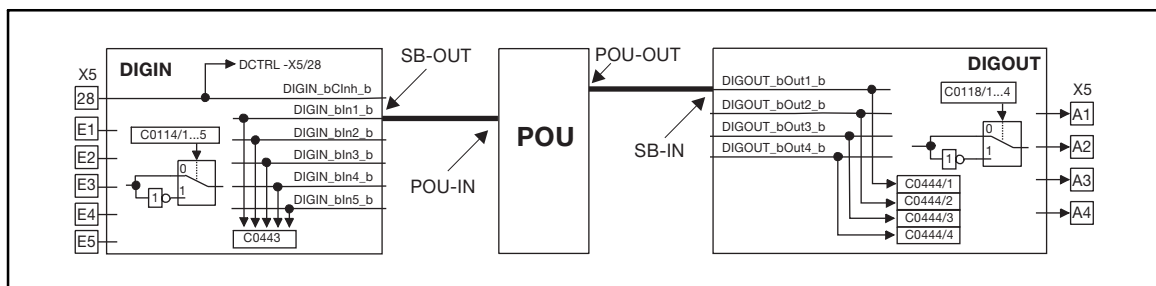 X5
DIGIN
28
E1
E2
E3
E4
E5
DCTRL -X5/28
DIGIN_bCInh_b
DIGIN_bIn1_b
DIGIN_bIn2_b
DIGIN_bIn3_b
DIGIN_bIn4_b
DIGIN_bIn5_b
C0114/1...5
0
1
1
C0443
SB-OUT
POU-IN
POU
POU-OUT
SB-IN
DIGOUT
DIGOUT_bOut1_b
DIGOUT_bOut2_b
DIGOUT_bOut3_b
DIGOUT_bOut4_b
C0118/1...4
0
1
1
C0444/1
C0444/2
C0444/3
C0444/4
X5
A1
A2
A3
A4